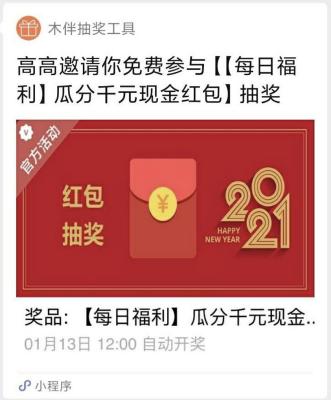 木伴抽奖工具
高高邀请你免费参与【【每日福
利】瓜分千元现金红包】抽奖
官方活动
红包
抽奖
¥
2021
HAPPY
NEW YEAR
奖品: 【每日福利】瓜分千元现金...
01月13日 12:00 自动开奖
小程序